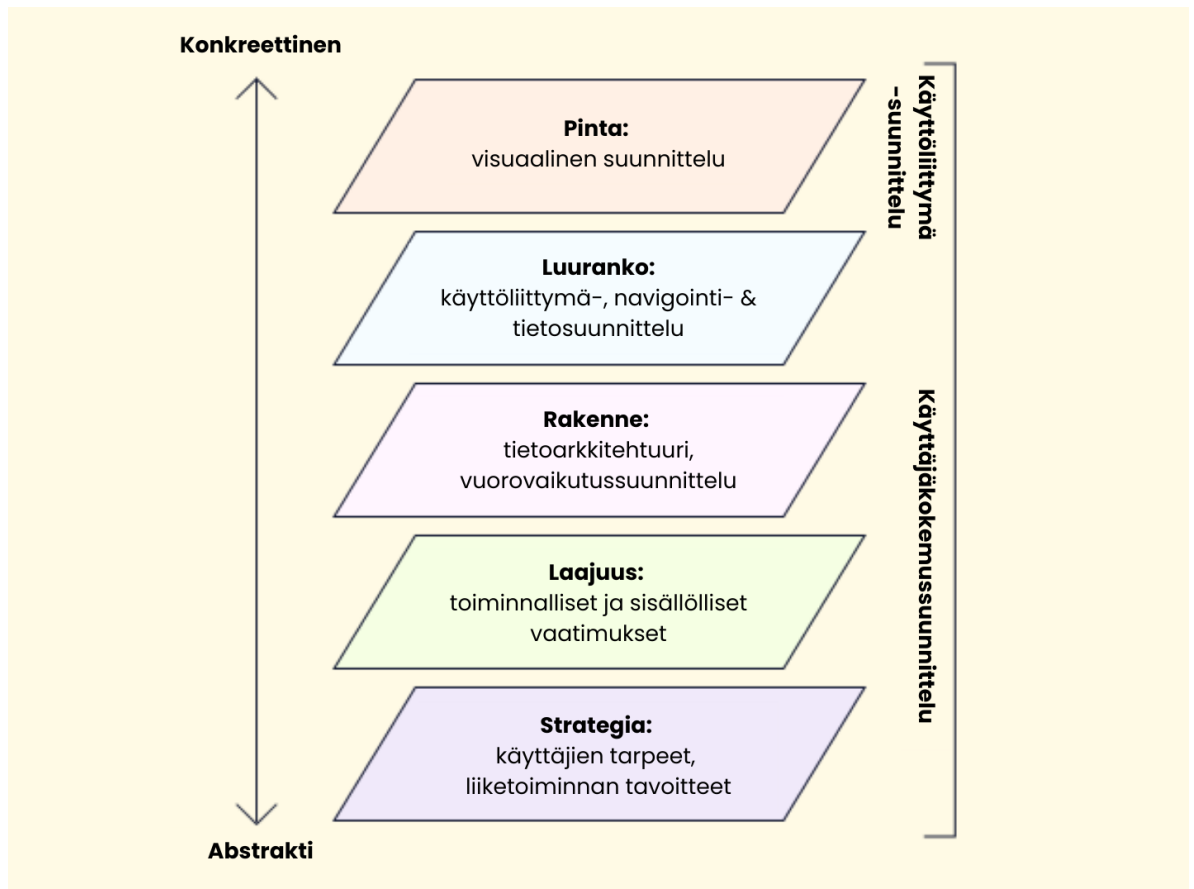 Konkreettinen
Pinta:
visuaalinen suunnittelu
Käyttöliittymä
-suunnittelu
Luuranko:
käyttöliittymä-, navigointi- &
tietosuunnittelu
Rakenne:
tietoarkkitehtuuri,
vuorovaikutussuunnittelu
Käyttäjäkokemussuunnittelu
Laajuus:
toiminnalliset ja sisällölliset
vaatimukset
Strategia:
käyttäjien tarpeet,
liiketoiminnan tavoitteet
Abstrakti